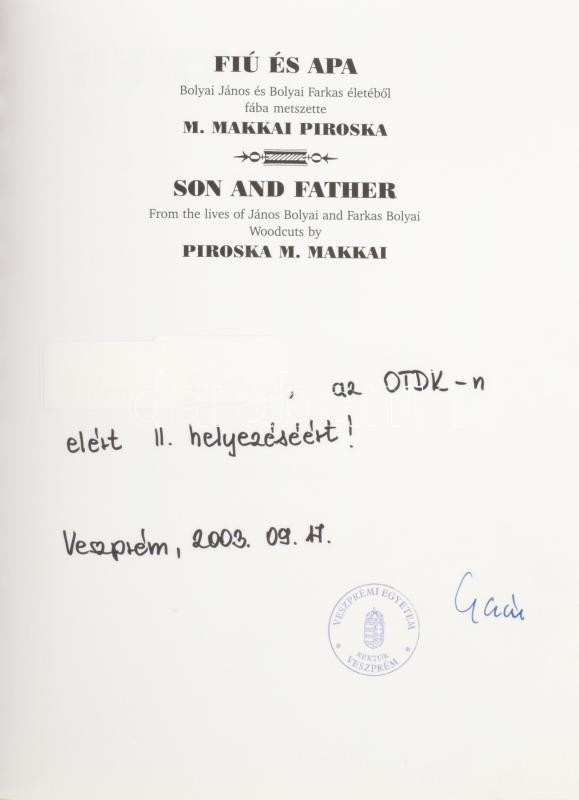 FIÚ ÉS APA
Bolyai János és Bolyai Farkas életéből
fába metszette
M. MAKKAI PIROSKA
SON AND FATHER
From the lives of János Bolyai and Farkas Bolyai
Woodcuts by
PIROSKA M. MAKKAI
, az OTDK-n
elért II. helyezéséért!
Veszprém, 2003. 09. 17.
VESZPRÉMI EGYETEM
REKTOR
VESZPRÉM